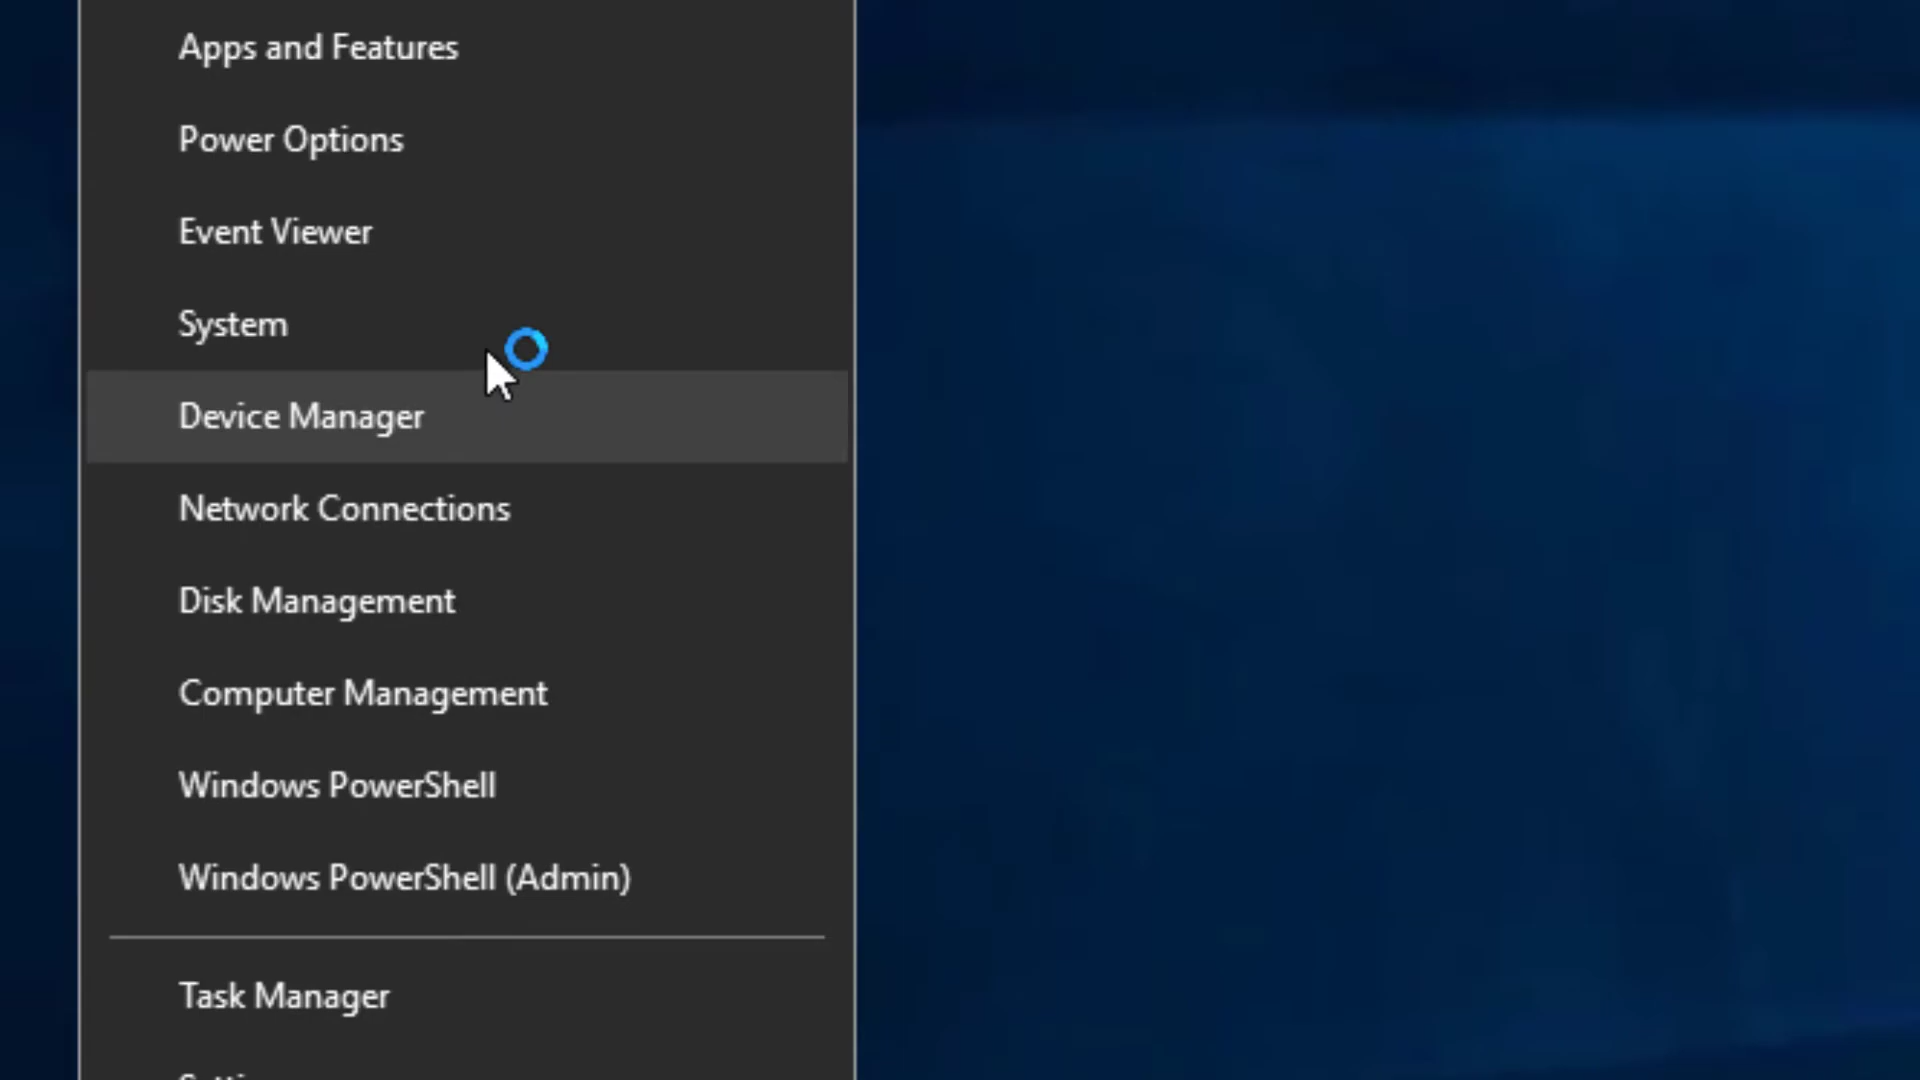 Apps and Features
Power Options
Event Viewer
System
Device Manager
Network Connections
Disk Management
Computer Management
Windows PowerShell
Windows PowerShell (Admin)
Task Manager